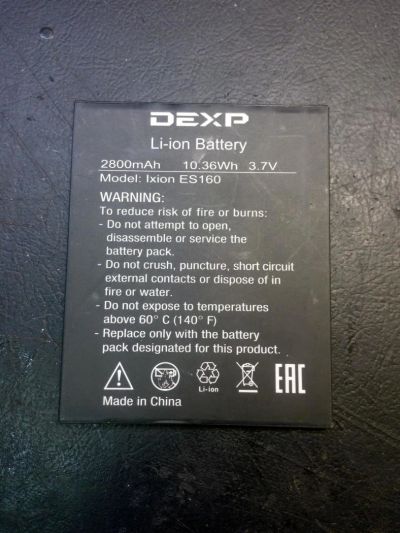 DEXP
Li-ion Battery
2800mAh 10.36Wh 3.7V
Model: Ixion ES160
WARNING:
To reduce risk of fire or burns:
- Do not attempt to open,
disassemble or service the
battery pack.
- Do not crush, puncture, short circuit
external contacts or dispose of in
fire or water.
- Do not expose to temperatures
above 60° C (140° F)
- Replace only with the battery
pack designated for this product.
Li-ion
EAC
Made in China